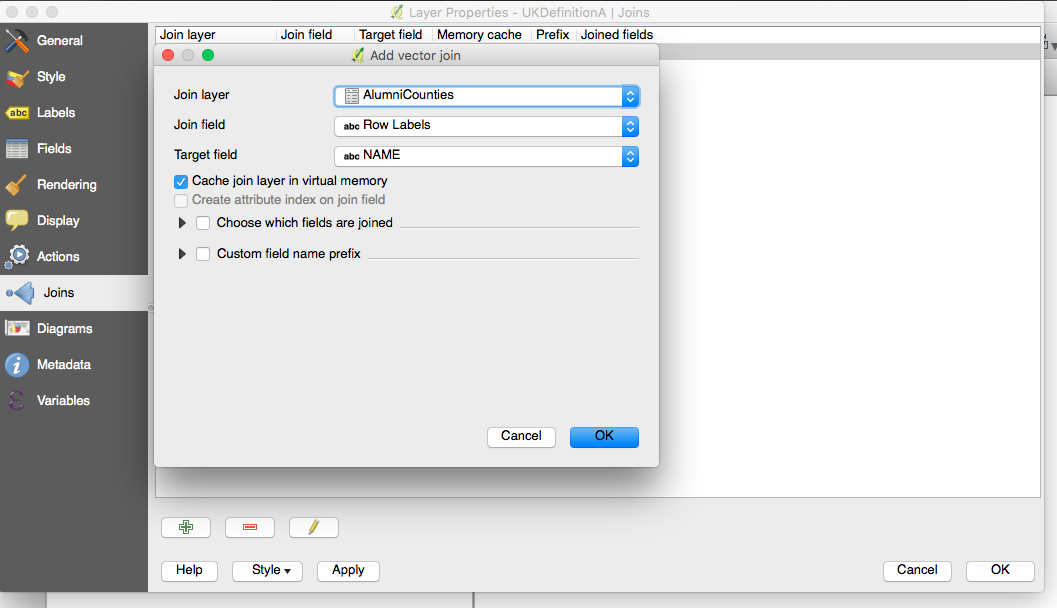 Layer Properties - UKDefinitionA | Joins
General
Style
Labels
Fields
Rendering
Display
Actions
Joins
Diagrams
Metadata
Variables
Join layer Join field Target field Memory cache Prefix Joined fields
Add vector join
Join layer AlumniCounties
Join field abc Row Labels
Target field abc NAME
Cache join layer in virtual memory
Create attribute index on join field
Choose which fields are joined
Custom field name prefix
Cancel OK
Help Style Apply Cancel OK
abc